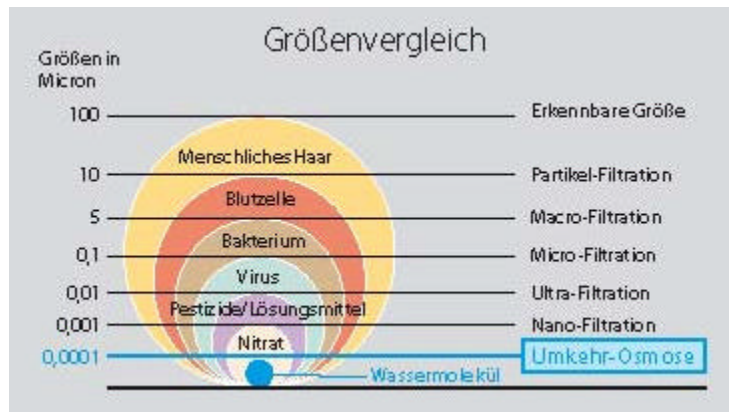 Größenvergleich
Größen in
Micron
100 Erkennbare Größe
Menschliches Haar
10 Partikel-Filtration
Blutzelle
5 Macro-Filtration
Bakterium
0,1 Micro-Filtration
Virus
0,01 Ultra-Filtration
Pestizide/Lösungsmittel
0,001 Nano-Filtration
Nitrat
0,0001 Umkehr-Osmose
Wassermolekül